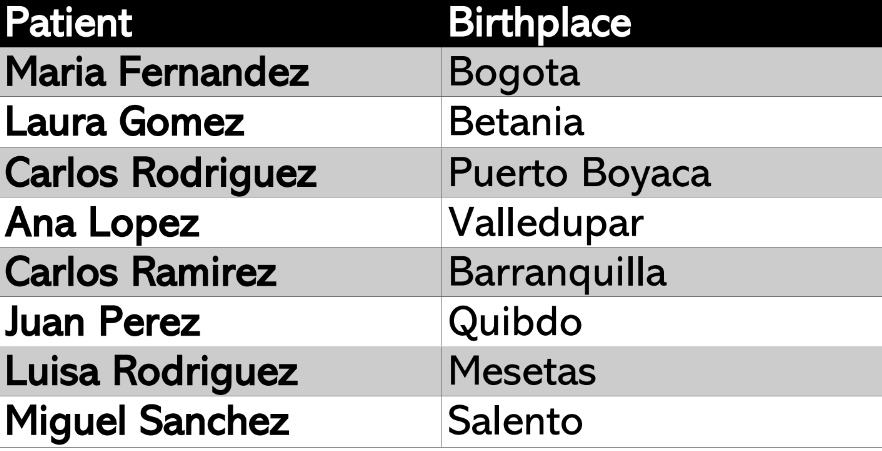 Patient Birthplace
Maria Fernandez Bogota
Laura Gomez Betania
Carlos Rodriguez Puerto Boyaca
Ana Lopez Valledupar
Carlos Ramirez Barranquilla
Juan Perez Quibdo
Luisa Rodriguez Mesetas
Miguel Sanchez Salento